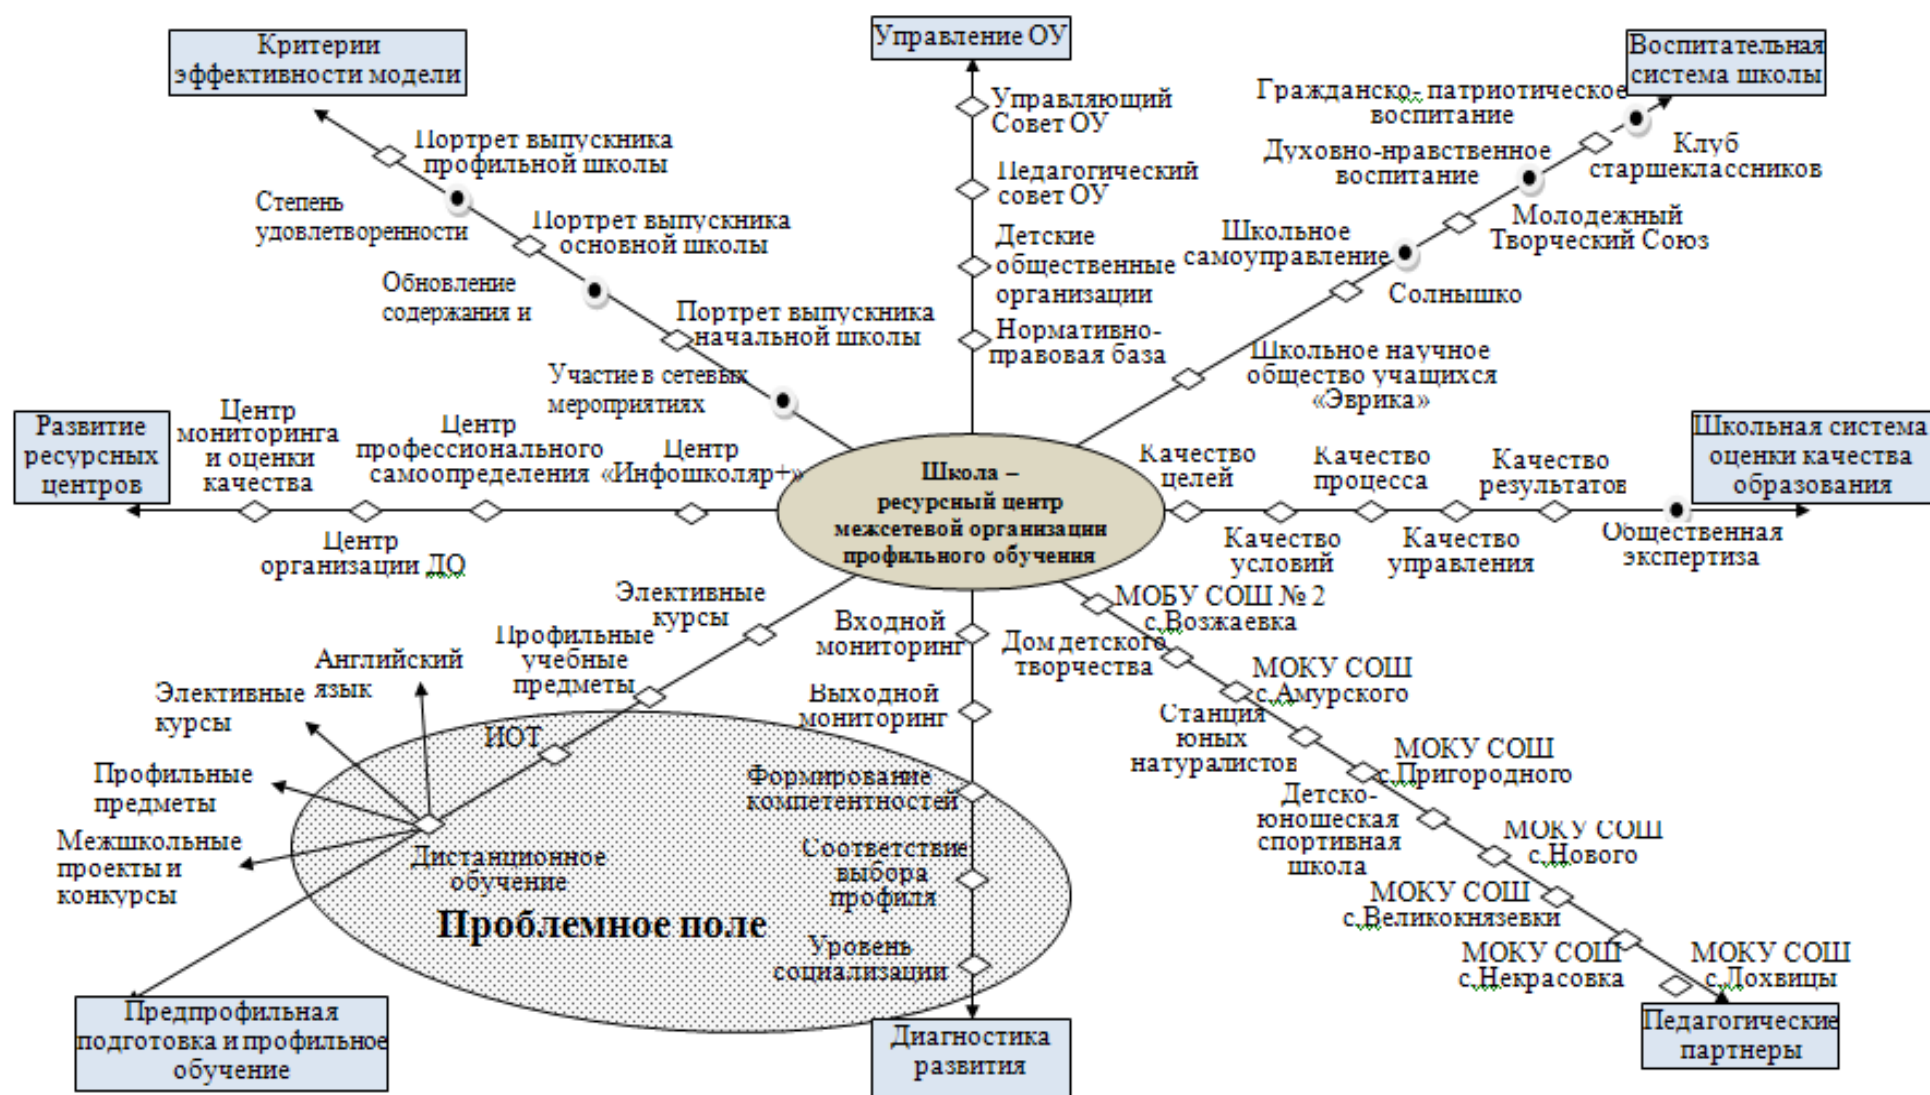 Критерии
эффективности модели
Управление ОУ
Воспитательная
система школы
Портрет выпускника
профильной школы
Степень
удовлетворенности
Портрет выпускника
основной школы
Обновление
содержания и
Портрет выпускника
начальной школы
Участие в сетевых
мероприятиях
Управляющий
Совет ОУ
Педагогический
совет ОУ
Детские
общественные
организации
Нормативно-
правовая база
Гражданско- патриотическое
воспитание
Клуб
старшеклассников
Духовно-нравственное
воспитание
Молодежный
Творческий Союз
Школьное
самоуправление
Солнышко
Школьное научное
общество учащихся
«Эврика»
Развитие
ресурсных
центров
Центр
мониторинга
и оценки
качества
Центр
профессионального
самоопределения
Центр
«Инфошколяр+»
Центр
организации ДО
Школа –
ресурсный центр
межсетевой организации
профильного обучения
Качество
целей
Качество
процесса
Качество
результатов
Школьная система
оценки качества
образования
Качество
условий
Качество
управления
Общественная
экспертиза
Элективные
курсы
Профильные
учебные
предметы
ИОТ
Английский
язык
Элективные
курсы
Профильные
предметы
Межшкольные
проекты и
конкурсы
Дистанционное
обучение
Проблемное поле
Предпрофильная
подготовка и профильное
обучение
Входной
мониторинг
Выходной
мониторинг
Формирование
компетентностей
Соответствие
выбора
профиля
Уровень
социализации
Диагностика
развития
МОБУ СОШ № 2
с.Возжаевка
Дом детского
творчества
МОКУ СОШ
с.Амурского
Станция
юных
натуралистов
МОКУ СОШ
с.Пригородного
Детско-
юношеская
спортивная
школа
МОКУ СОШ
с.Нового
МОКУ СОШ
с.Великокнязевки
МОКУ СОШ
с.Некрасовка
МОКУ СОШ
с.Лохвицы
Педагогические
партнеры